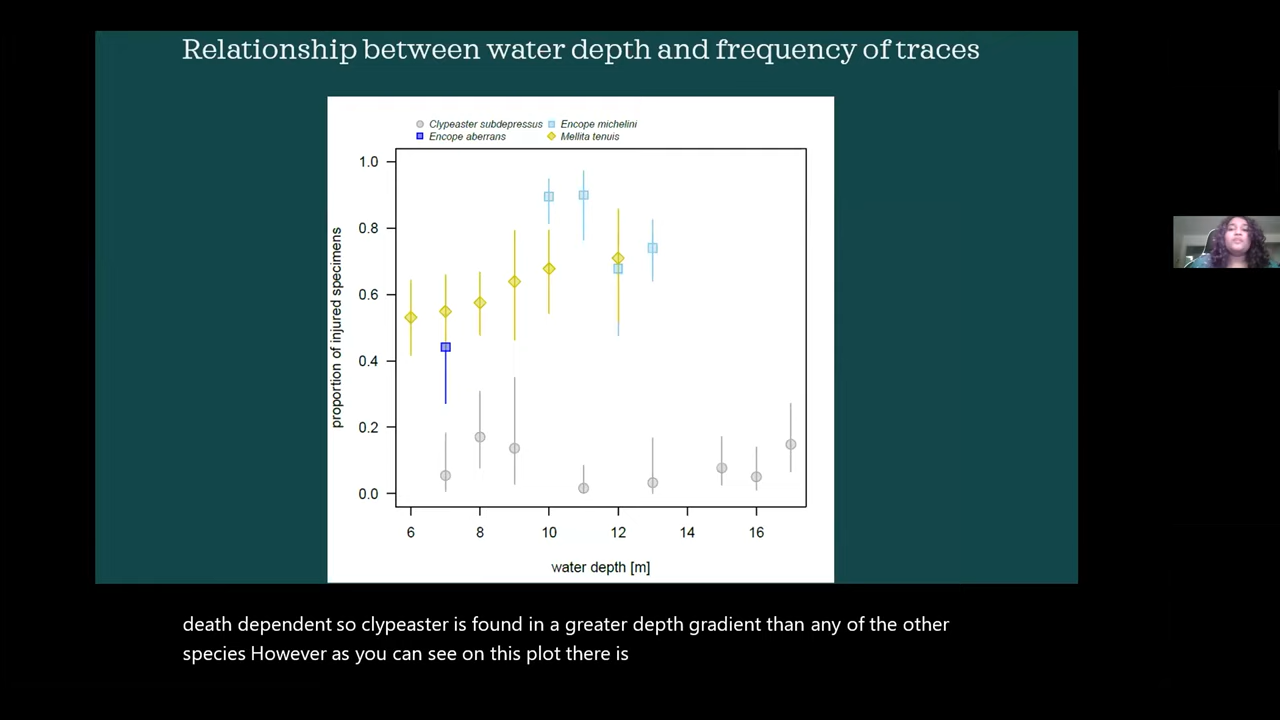 Relationship between water depth and frequency of traces
Clypeaster subdepressus Encope michelini
Encope aberrans Mellita tenuis
1.0
0.8
0.6
0.4
0.2
0.0
proportion of injured specimens
6 8 10 12 14 16
water depth [m]
death dependent so clypeaster is found in a greater depth gradient than any of the other
species However as you can see on this plot there is